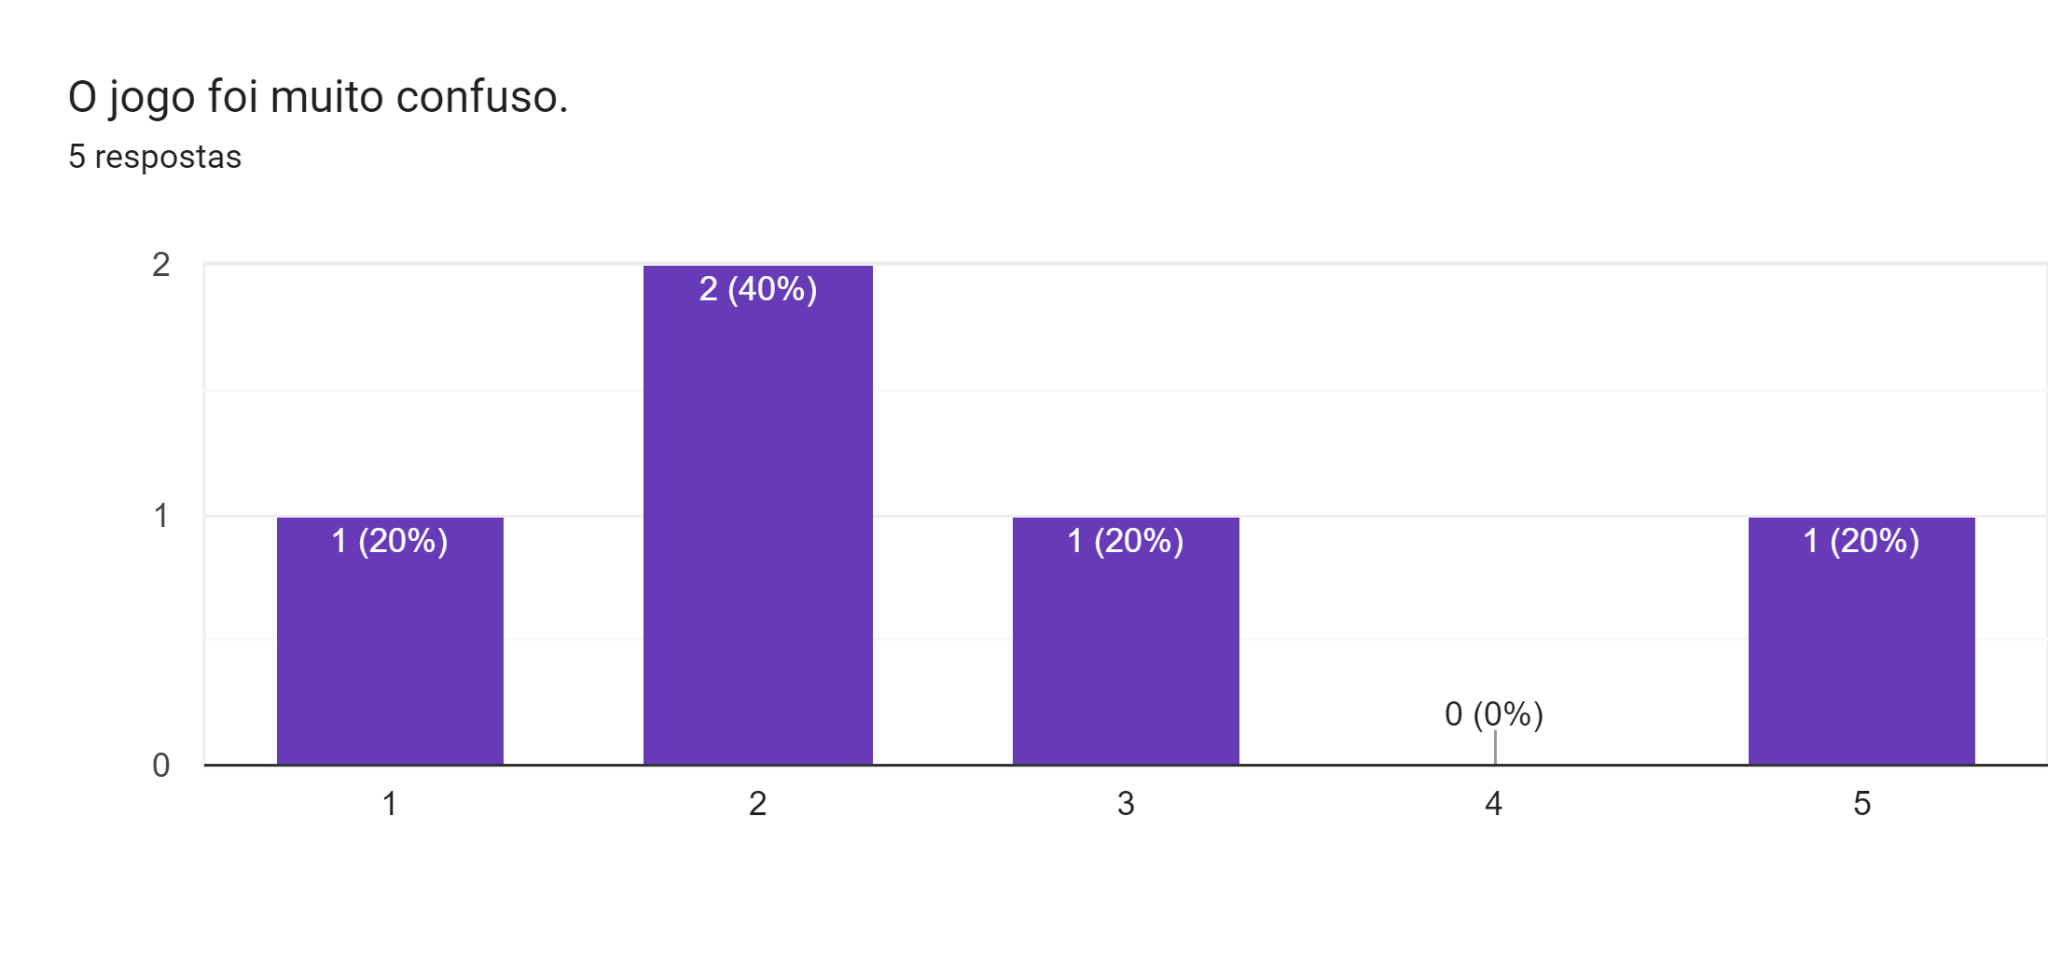 O jogo foi muito confuso.
5 respostas
2
2 (40%)
1
1 (20%)
1 (20%)
1 (20%)
0 (0%)
0
1 2 3 4 5